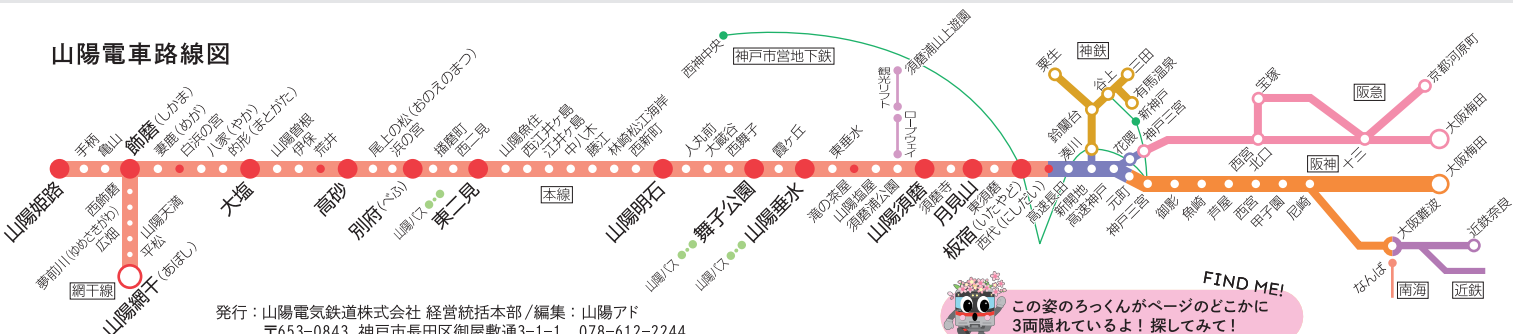 山陽電車路線図
山陽姫路
手柄
亀山
飾磨(しかま)
妻鹿(めが)
白浜の宮
八家(やか)
的形(まとがた)
大塩
山陽曽根
伊保
荒井
高砂
尾上の松(おのえのまつ)
浜の宮
別府(べふ)
播磨町
西二見
山陽バス
東二見
山陽魚住
西江井ヶ島
江井ヶ島
中八木
藤江
林崎松江海岸
西新町
山陽明石
人丸前
大蔵谷
西舞子
山陽バス
舞子公園
霞ヶ丘
山陽バス
山陽垂水
東垂水
滝の茶屋
山陽塩屋
須磨浦公園
山陽須磨
須磨寺
月見山
東須磨
板宿(いたやど)
西代(にしだい)
高速長田
新開地
高速神戸
元町
神戸三宮
西飾磨
夢前川(ゆめさきがわ)
広畑
山陽天満
平松
山陽網干(あぼし)
網干線
本線
西神中央
神戸市営地下鉄
須磨浦山上遊園
観光リフト
ロープウェイ
神鉄
粟生
谷上
三田
有馬温泉
新神戸
鈴蘭台
湊川
花隈
神戸三宮
宝塚
阪急
京都河原町
西宮北口
十三
大阪梅田
阪神
大阪梅田
御影
魚崎
芦屋
西宮
甲子園
尼崎
大阪難波
近鉄奈良
なんば
南海
近鉄
発行:山陽電気鉄道株式会社 経営統括本部/編集:山陽アド
〒653-0843 神戸市長田区御屋敷通3-1-1 078-612-2244
FIND ME!
この姿のろっくんがページのどこかに
3両隠れているよ!探してみて!